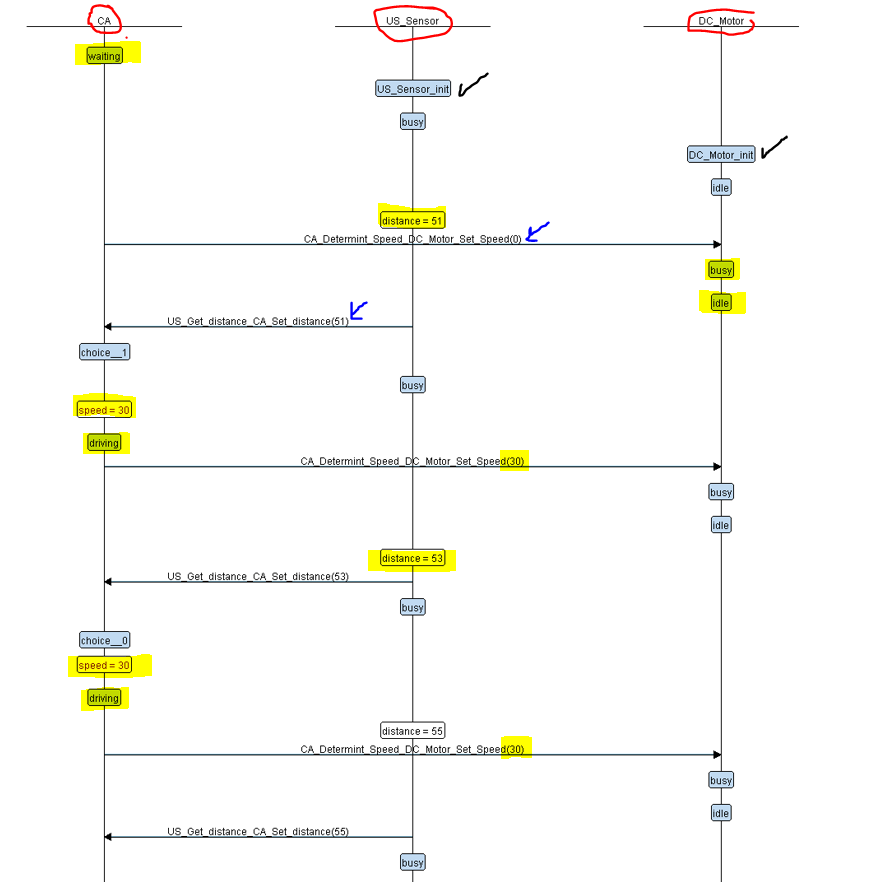 CA US_Sensor DC_Motor
waiting
US_Sensor_init
busy
DC_Motor_init
idle
distance = 51
CA_Determint_Speed_DC_Motor_Set_Speed(0)
busy
idle
US_Get_distance_CA_Set_distance(51)
choice__1
busy
speed = 30
driving
CA_Determint_Speed_DC_Motor_Set_Speed(30)
busy
idle
distance = 53
US_Get_distance_CA_Set_distance(53)
busy
choice__0
speed = 30
driving
distance = 55
CA_Determint_Speed_DC_Motor_Set_Speed(30)
busy
idle
US_Get_distance_CA_Set_distance(55)
busy